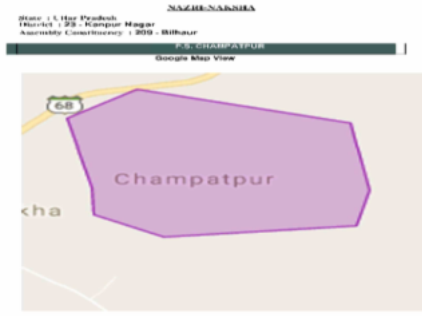 NAZRI-NAKSHA
State : Uttar Pradesh
District : 23 - Kanpur Nagar
Assembly Constituency : 209 - Bilhaur
P.S. CHAMPATPUR
Google Map View
68
Champatpur
kha